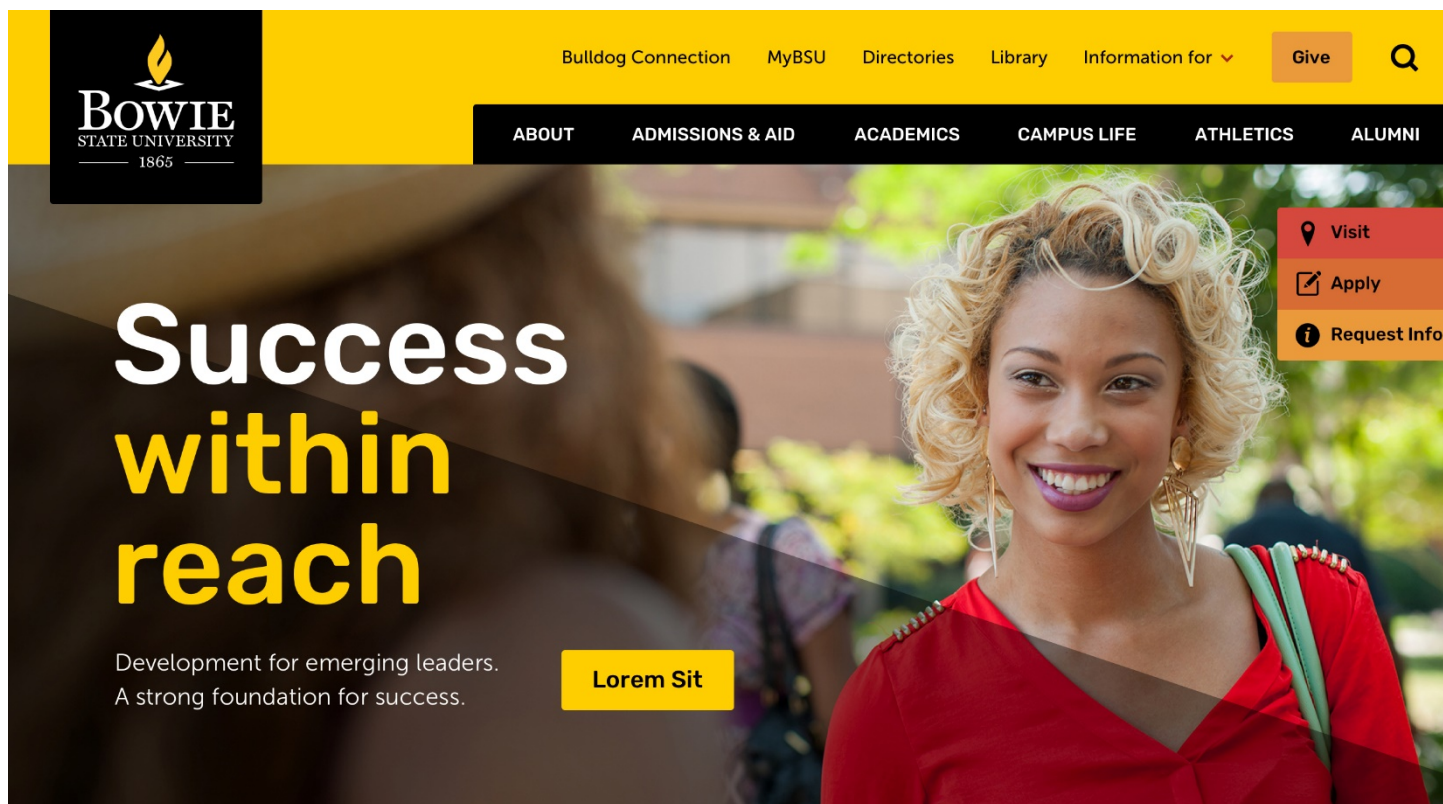 BOWIE
STATE UNIVERSITY
1865
Bulldog Connection MyBSU Directories Library Information for Give
ABOUT ADMISSIONS & AID ACADEMICS CAMPUS LIFE ATHLETICS ALUMNI
Visit
Apply
Request Info
Success
within
reach
Development for emerging leaders.
A strong foundation for success.
Lorem Sit